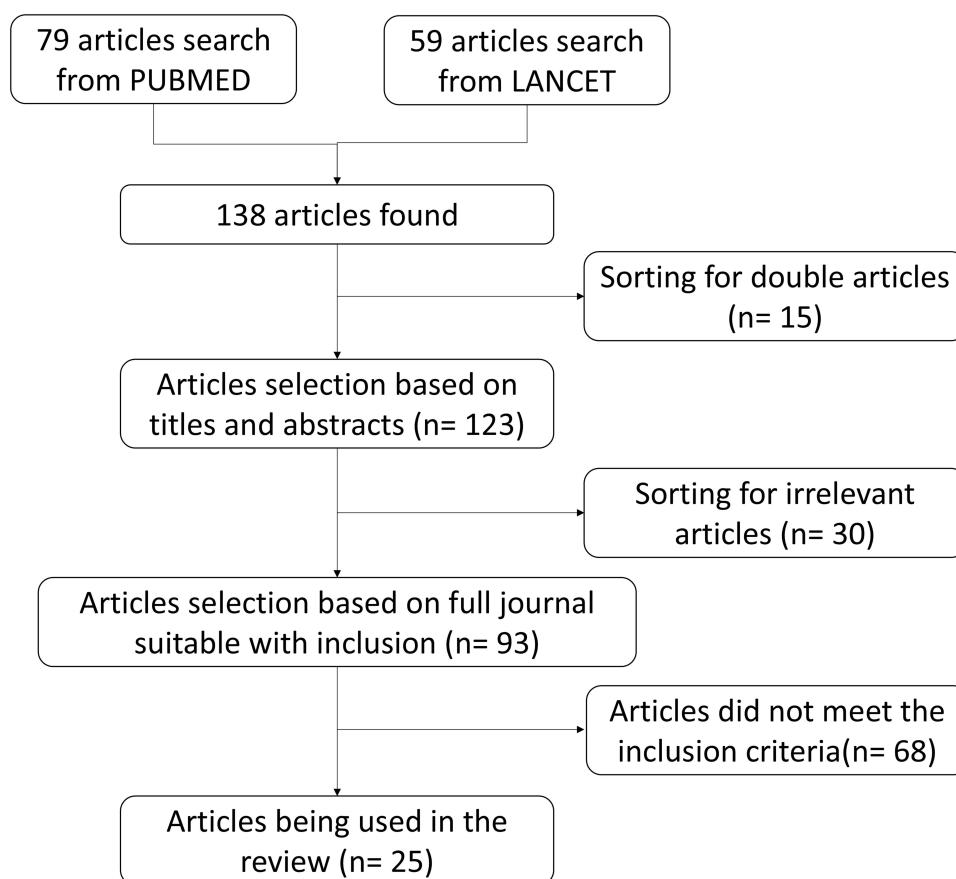 79 articles search
from PUBMED
59 articles search
from LANCET
138 articles found
Sorting for double articles
(n= 15)
Articles selection based on
titles and abstracts (n= 123)
Sorting for irrelevant
articles (n= 30)
Articles selection based on full journal
suitable with inclusion (n= 93)
Articles did not meet the
inclusion criteria(n= 68)
Articles being used in the
review (n= 25)